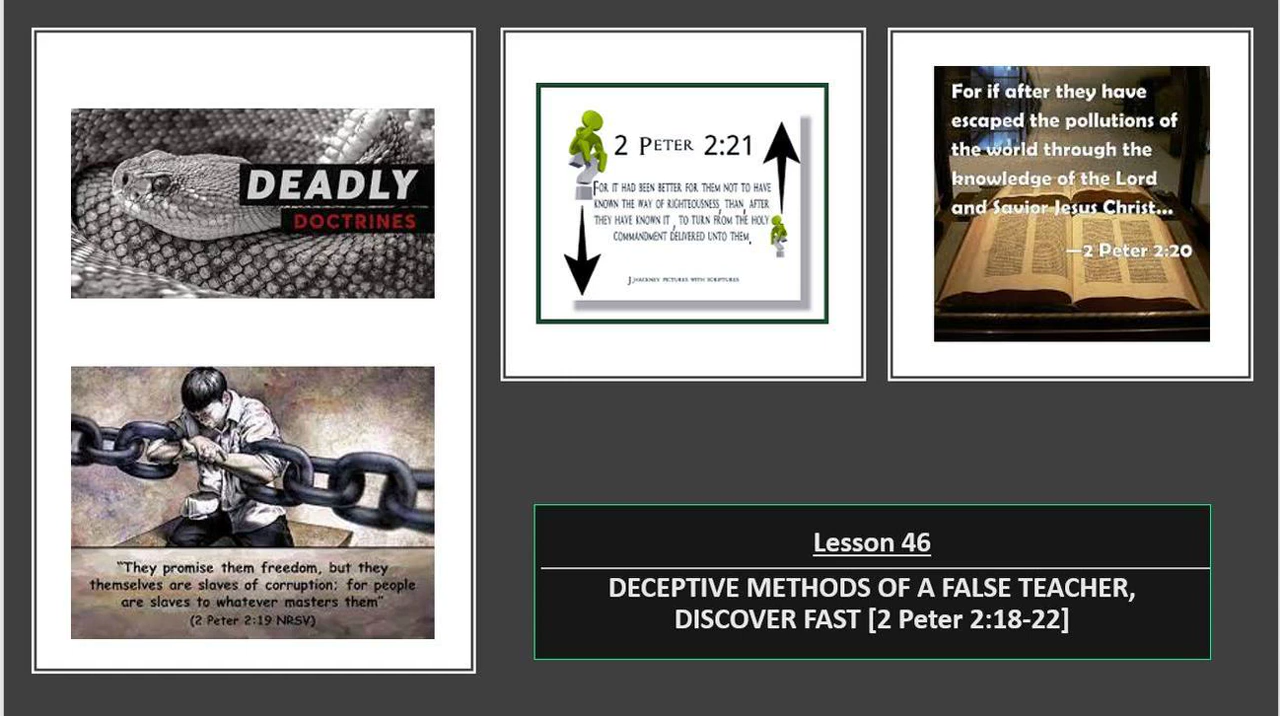 DEADLY
DOCTRINES
"They promise them freedom, but they
themselves are slaves of corruption; for people
are slaves to whatever masters them"
(2 Peter 2:19 NRSV)
2 PETER 2:21
FOR IT HAD BEEN BETTER FOR THEM NOT TO HAVE
KNOWN THE WAY OF RIGHTEOUSNESS, THAN, AFTER
THEY HAVE KNOWN IT, TO TURN FROM THE HOLY
COMMANDMENT DELIVERED UNTO THEM.
J.HACKNEY PICTURES WITH SCRIPTURES
For if after they have
escaped the pollutions of
the world through the
knowledge of the Lord
and Savior Jesus Christ...
—2 Peter 2:20
Lesson 46
DECEPTIVE METHODS OF A FALSE TEACHER,
DISCOVER FAST [2 Peter 2:18-22]